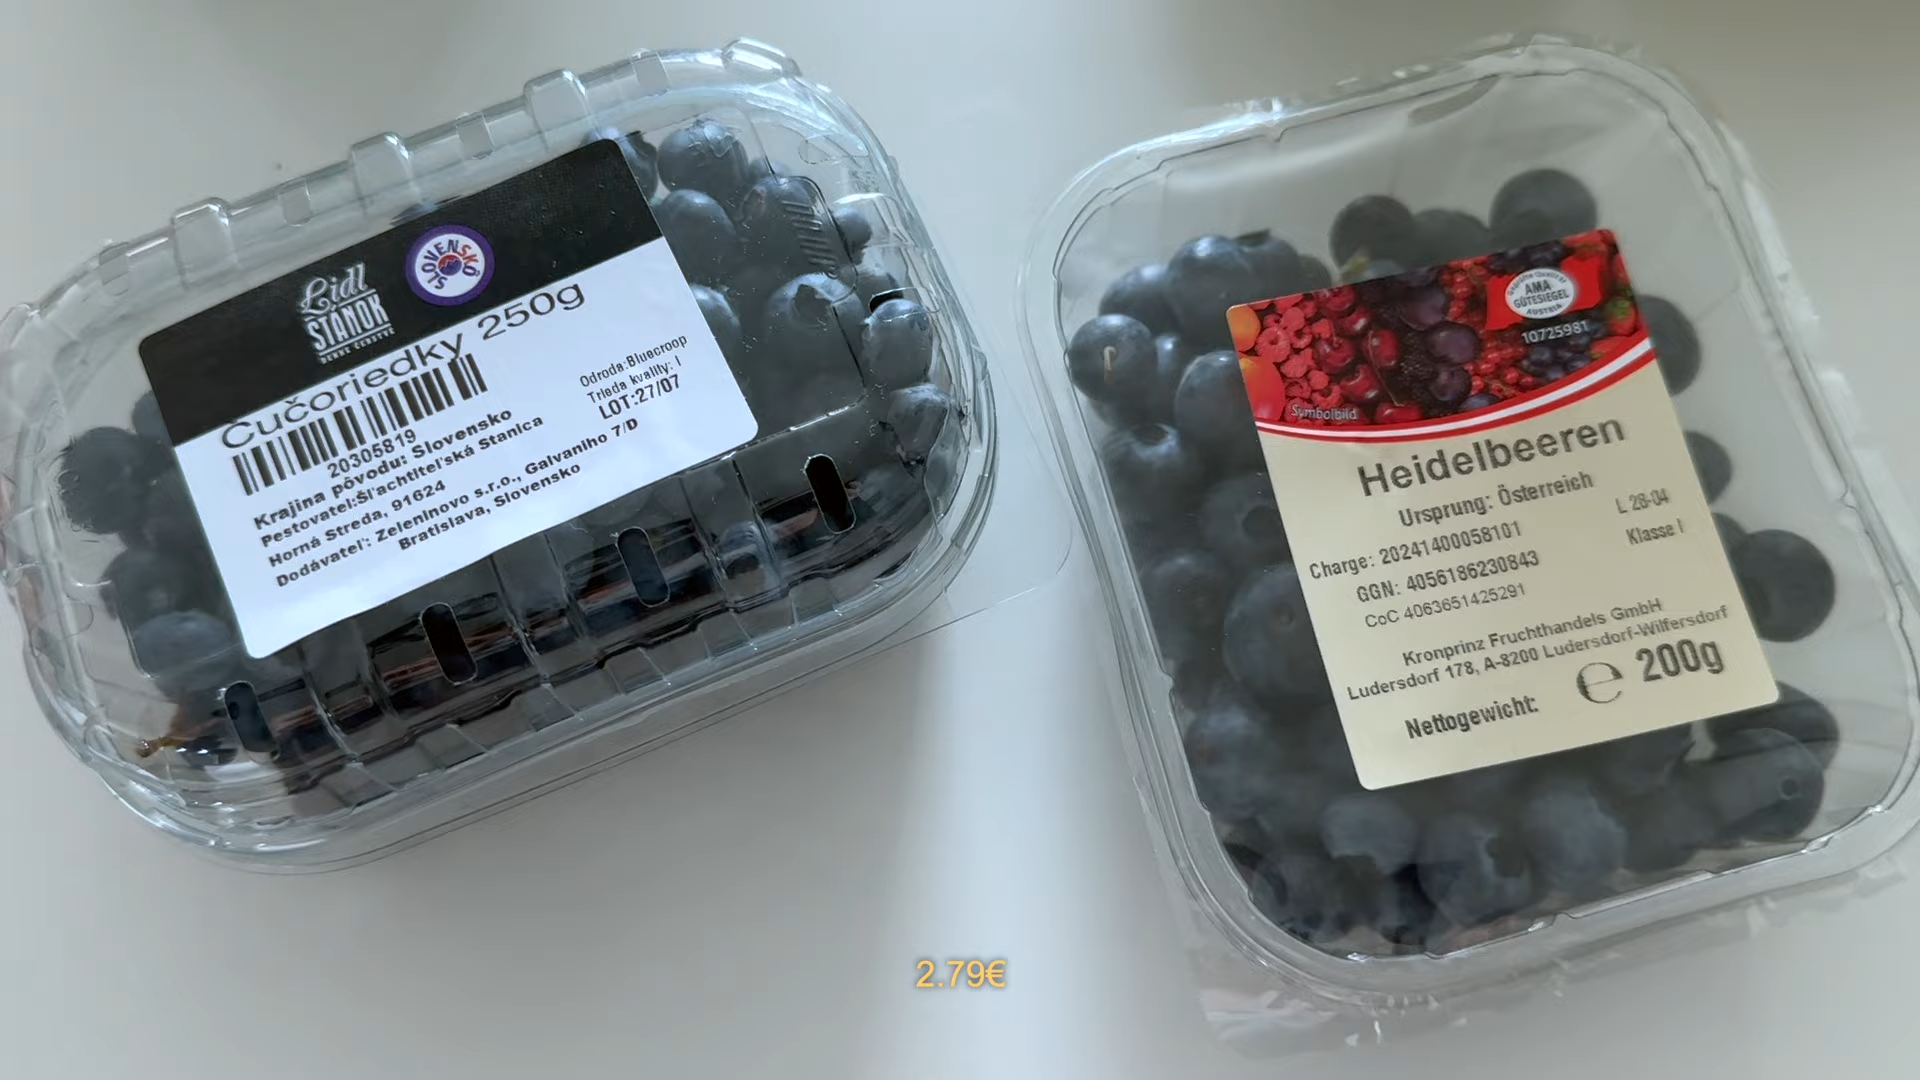 Lidl
STÁNOK
DENNE ČERSTVÉ
SLOVENSKO
Čučoriedky 250g
20305819
Odroda:Bluecroop
Trieda kvality: I
LOT:27/07
Krajina pôvodu: Slovensko
Pestovateľ:Šľachtiteľská Stanica
Horná Streda, 91624
Dodávateľ: Zeleninovo s.r.o., Galvaniho 7/D
Bratislava, Slovensko
AMA
GÜTESIEGEL
AUSTRIA
10725981
Symbolbild
Heidelbeeren
Ursprung: Österreich
L 28-04
Charge: 20241400058101
Klasse I
GGN: 4056186230843
CoC 4063651425291
Kronprinz Fruchthandels GmbH
Ludersdorf 178, A-8200 Ludersdorf-Wilfersdorf
Nettogewicht: ℮ 200g
2.79€